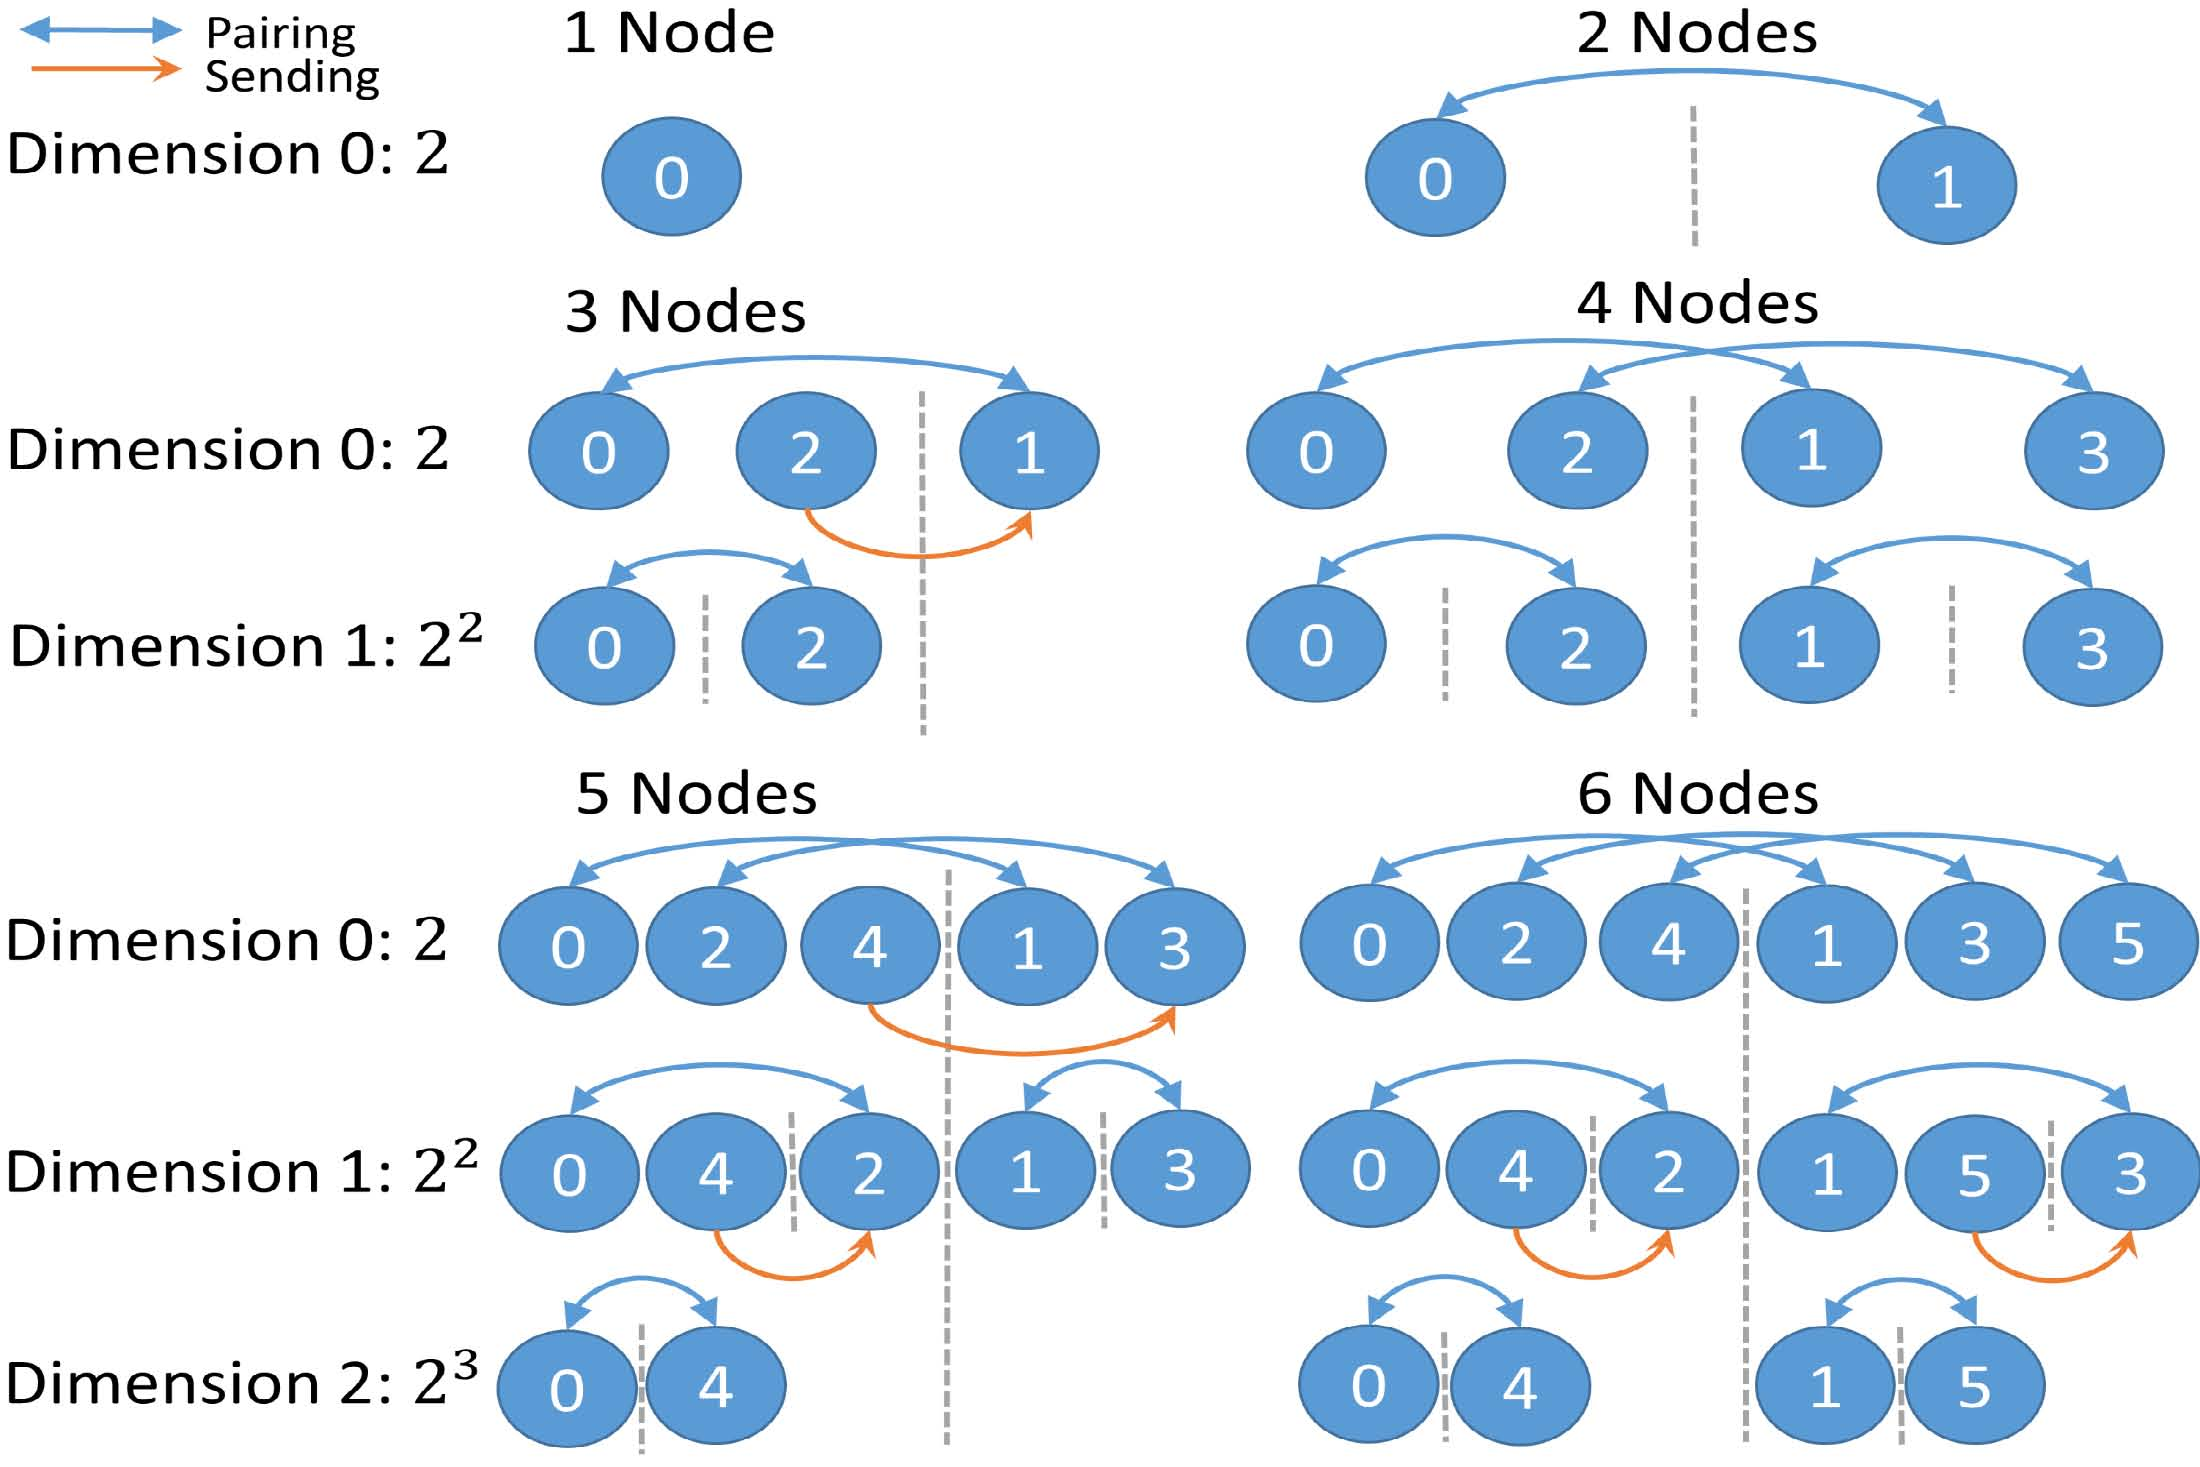 Pairing
Sending
1 Node
2 Nodes
Dimension 0: 2
0
0 1
3 Nodes
4 Nodes
Dimension 0: 2
0 2 1
0 2 1 3
Dimension 1: 2²
0 2
0 2 1 3
5 Nodes
6 Nodes
Dimension 0: 2
0 2 4 1 3
0 2 4 1 3 5
Dimension 1: 2²
0 4 2 1 3
0 4 2 1 5 3
Dimension 2: 2³
0 4
0 4 1 5